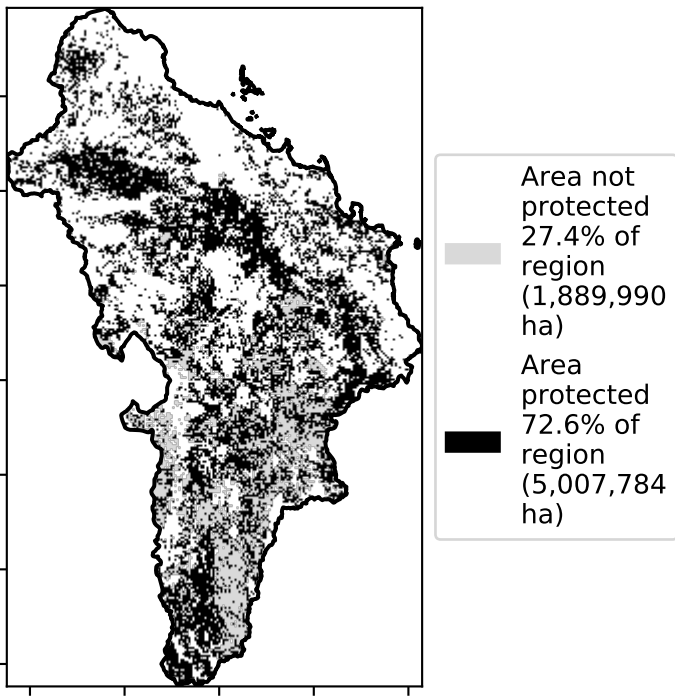 Area not
protected
27.4% of
region
(1,889,990
ha)
Area
protected
72.6% of
region
(5,007,784
ha)